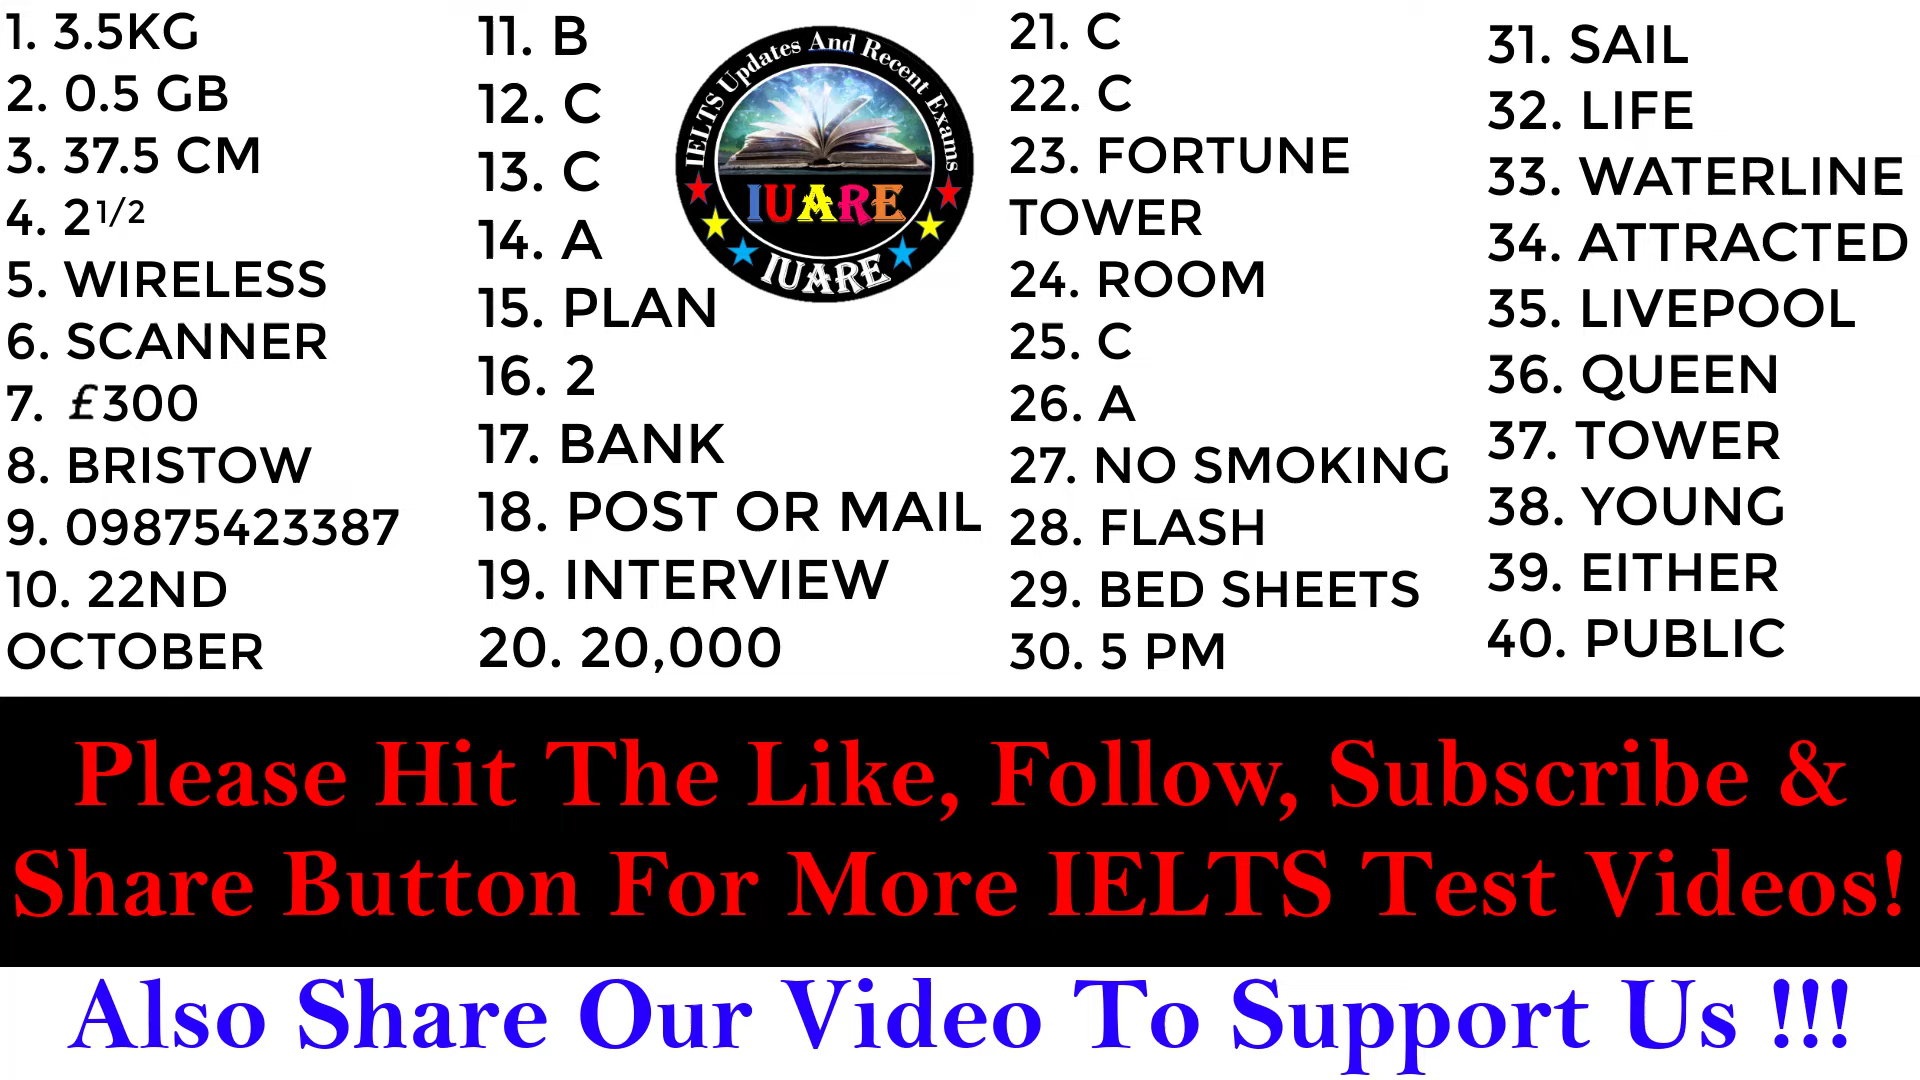 1. 3.5KG
2. 0.5 GB
3. 37.5 CM
4. 2 1/2
5. WIRELESS
6. SCANNER
7. £300
8. BRISTOW
9. 09875423387
10. 22ND
OCTOBER
11. B
12. C
13. C
14. A
15. PLAN
16. 2
17. BANK
18. POST OR MAIL
19. INTERVIEW
20. 20,000
IELTS Updates And Recent Exams
IUARE
IUARE
21. C
22. C
23. FORTUNE
TOWER
24. ROOM
25. C
26. A
27. NO SMOKING
28. FLASH
29. BED SHEETS
30. 5 PM
31. SAIL
32. LIFE
33. WATERLINE
34. ATTRACTED
35. LIVEPOOL
36. QUEEN
37. TOWER
38. YOUNG
39. EITHER
40. PUBLIC
Please Hit The Like, Follow, Subscribe &
Share Button For More IELTS Test Videos!
Also Share Our Video To Support Us !!!